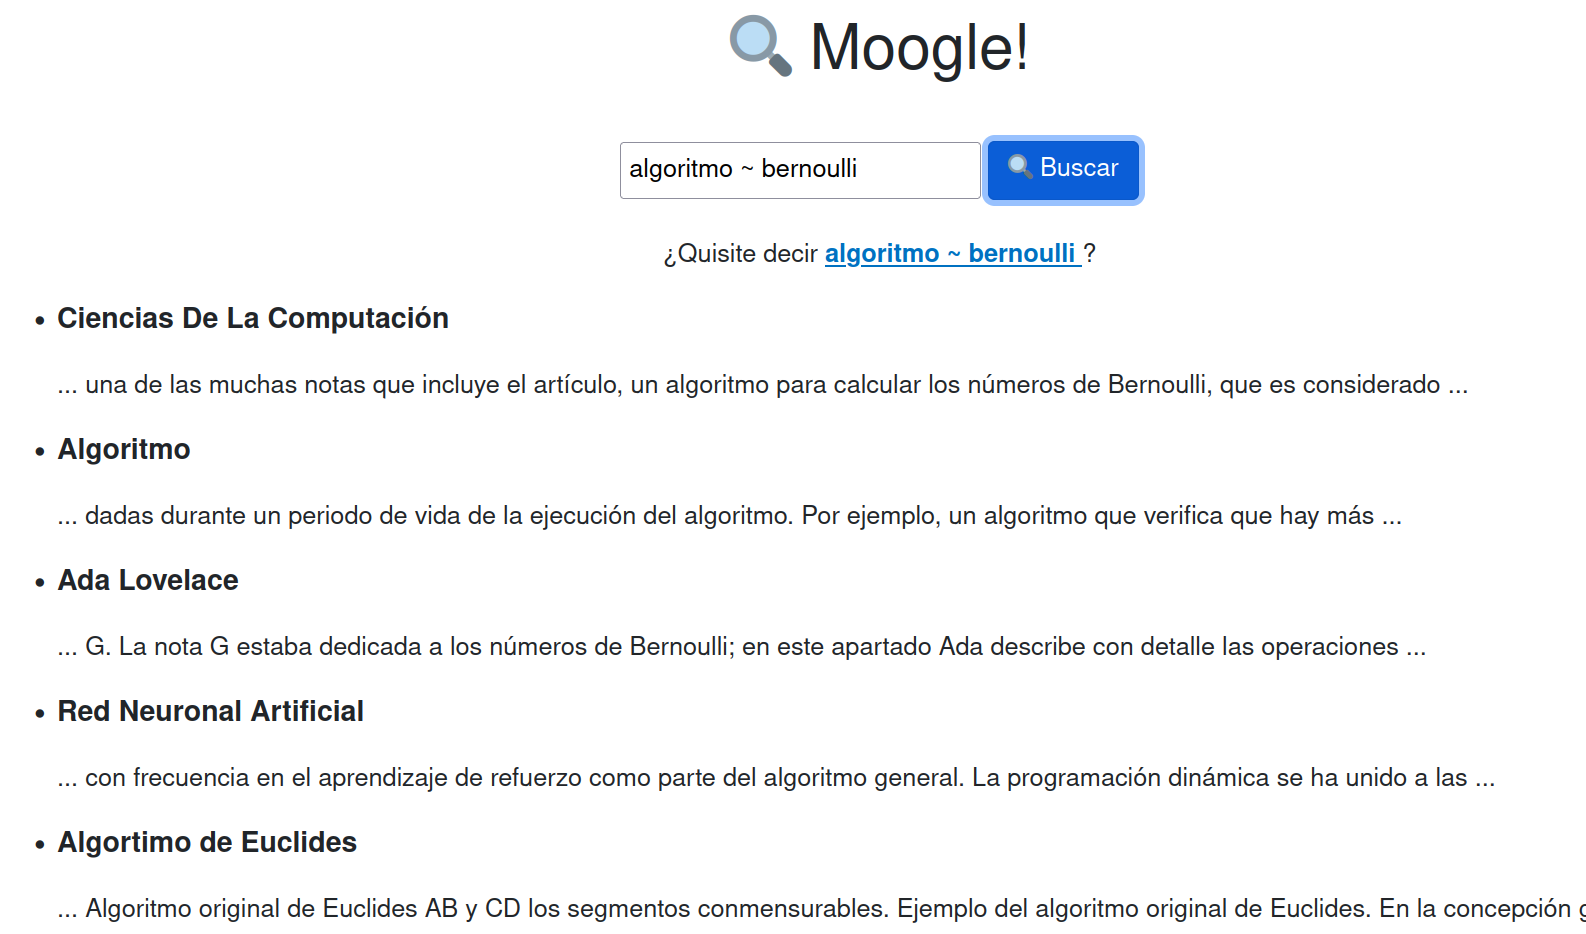 Moogle!
algoritmo ~ bernoulli
Buscar
¿Quisite decir algoritmo ~ bernoulli ?
Ciencias De La Computación
... una de las muchas notas que incluye el artículo, un algoritmo para calcular los números de Bernoulli, que es considerado ...
Algoritmo
... dadas durante un periodo de vida de la ejecución del algoritmo. Por ejemplo, un algoritmo que verifica que hay más ...
Ada Lovelace
... G. La nota G estaba dedicada a los números de Bernoulli; en este apartado Ada describe con detalle las operaciones ...
Red Neuronal Artificial
... con frecuencia en el aprendizaje de refuerzo como parte del algoritmo general. La programación dinámica se ha unido a las ...
Algortimo de Euclides
... Algoritmo original de Euclides AB y CD los segmentos conmensurables. Ejemplo del algoritmo original de Euclides. En la concepción